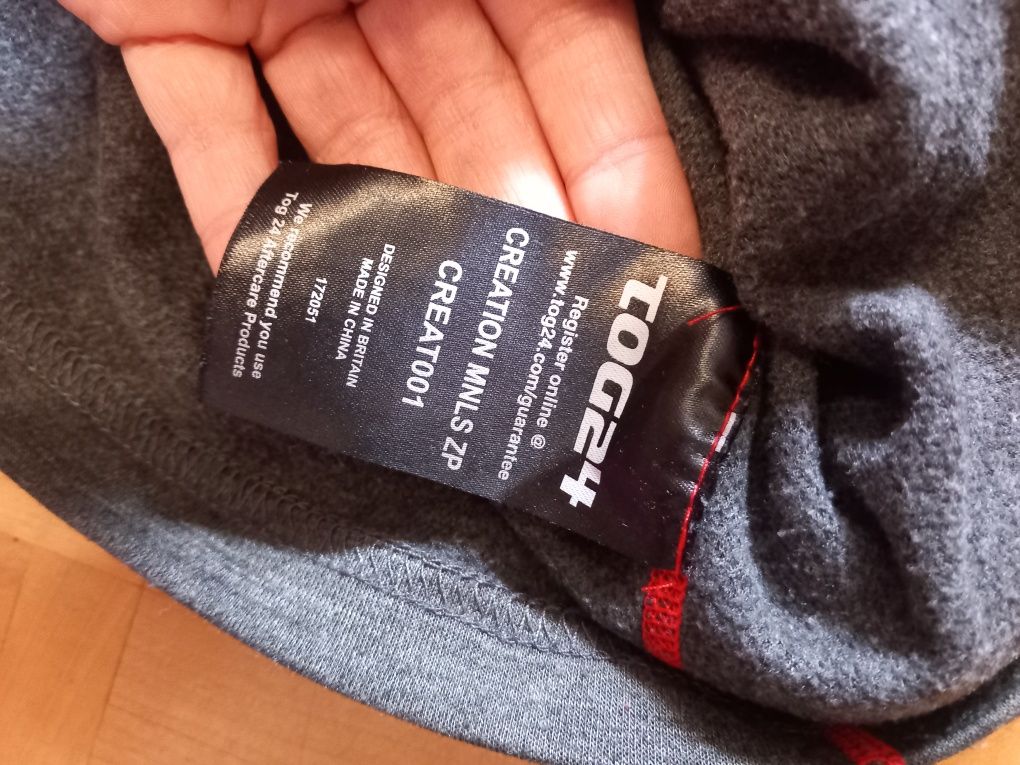 TOG24
Register online @
www.tog24.com/guarantee
CREATION MNLS ZP
CREAT001
DESIGNED IN BRITAIN
MADE IN CHINA
172051
We recommend you use
Tog 24 Aftercare Products